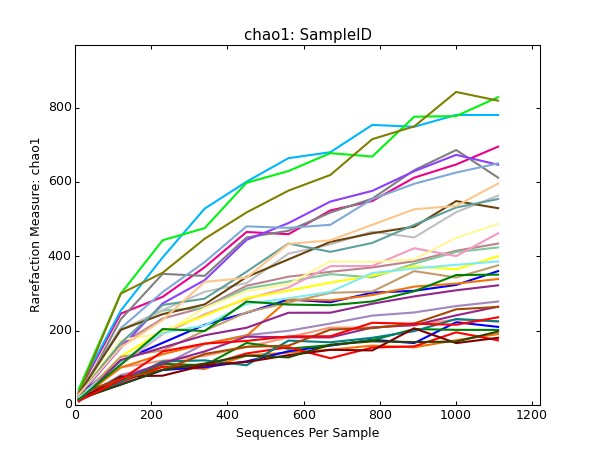 chao1: SampleID
Rarefaction Measure: chao1
800
600
400
200
0
0 200 400 600 800 1000 1200
Sequences Per Sample